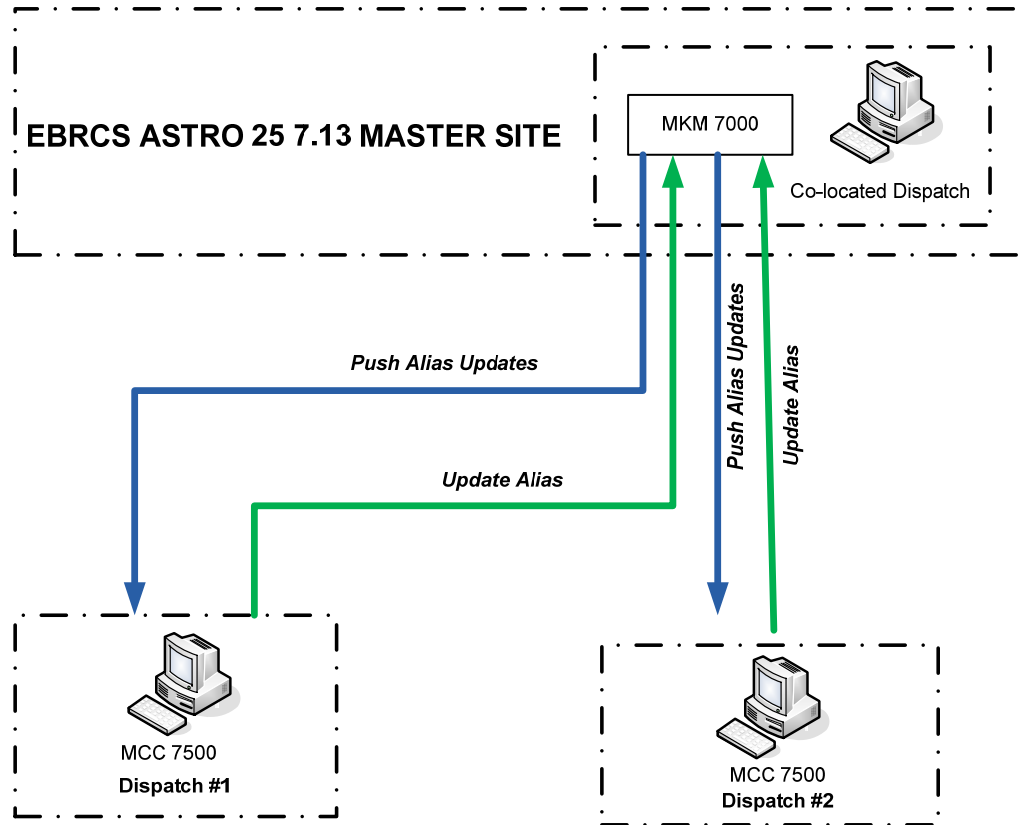 MKM 7000
EBRCS ASTRO 25 7.13 MASTER SITE
Co-located Dispatch
Push Alias Updates
Push Alias Updates
Update Alias
Update Alias
MCC 7500
Dispatch #1
MCC 7500
Dispatch #2